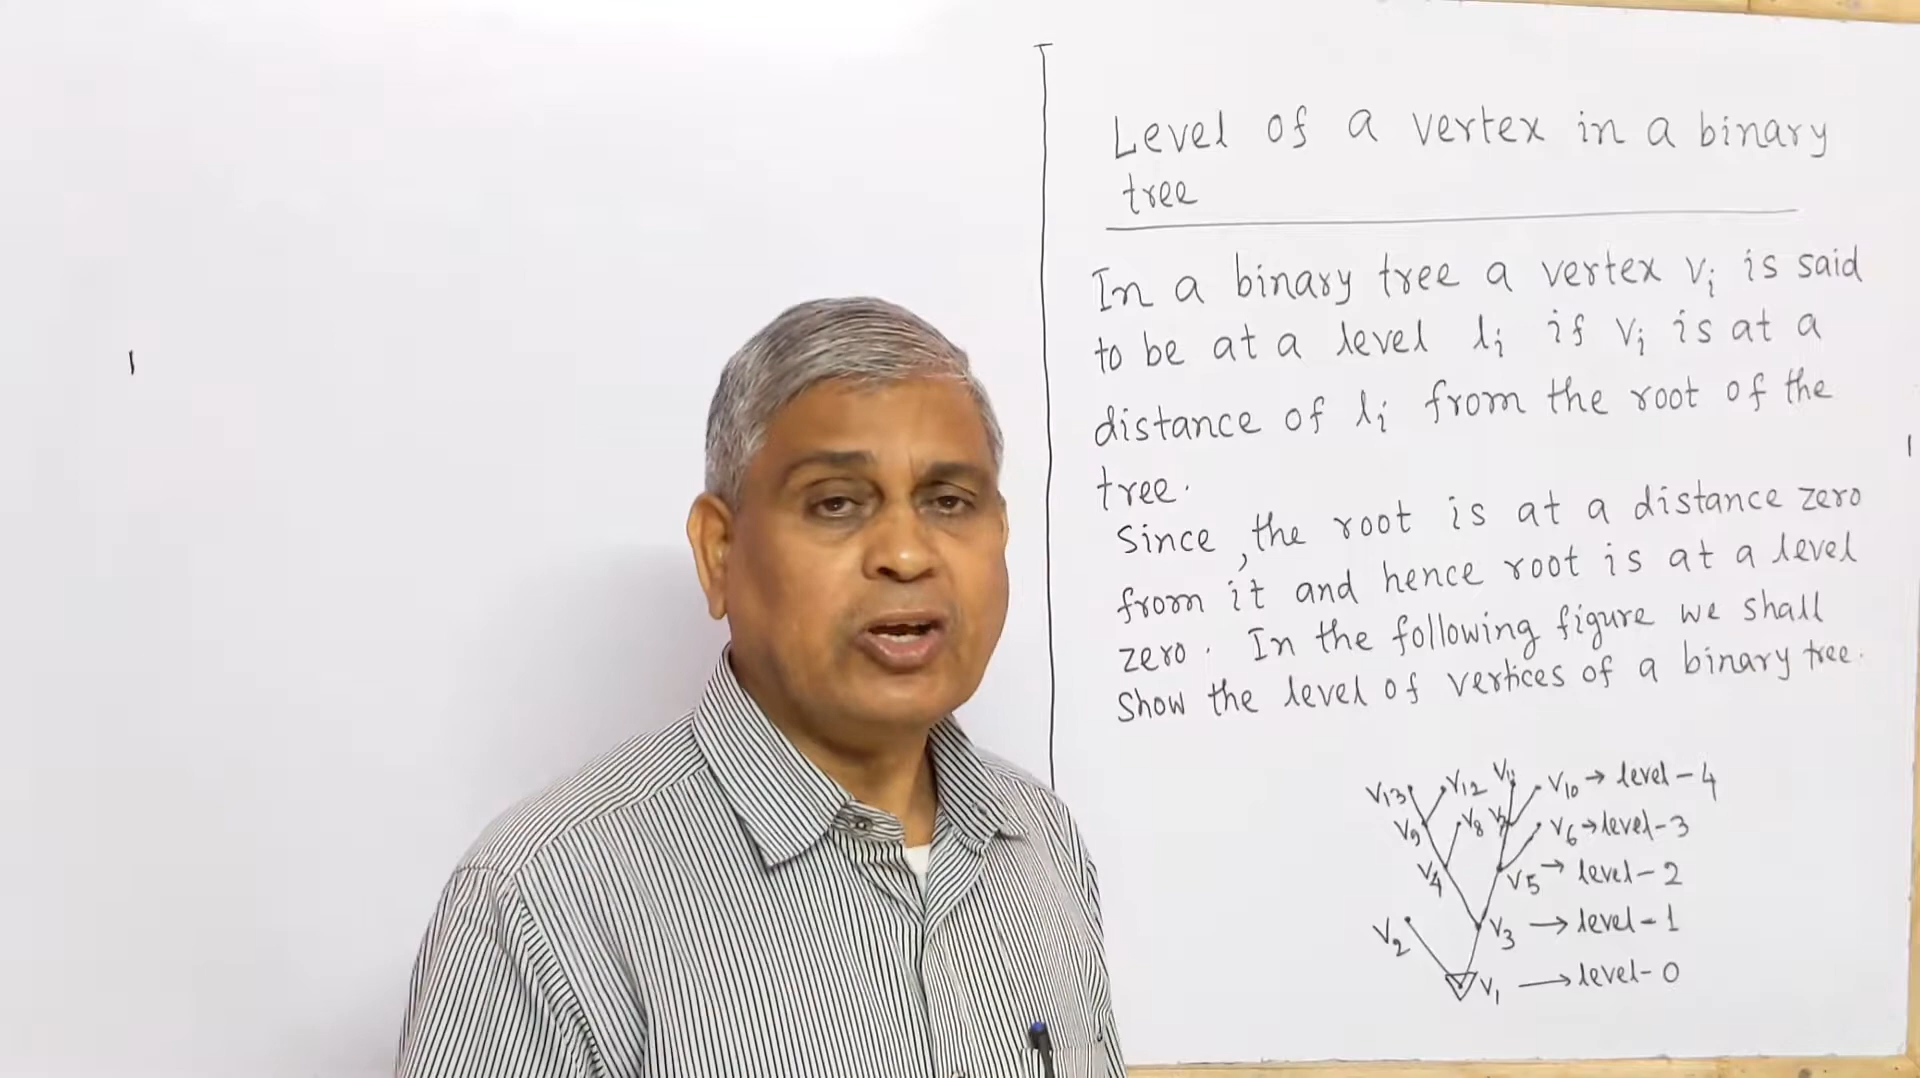 Level of a vertex in a binary
tree
In a binary tree a vertex vᵢ is said
to be at a level lᵢ if vᵢ is at a
distance of lᵢ from the root of the
tree.
Since, the root is at a distance zero
from it and hence root is at a level
zero. In the following figure we shall
Show the level of vertices of a binary tree.
V₁₃ V₁₂ V₁₁ V₁₀ → level-4
V₉ V₈ V₇ V₆ → level-3
V₄ V₅ → level-2
V₂ V₃ → level-1
V₁ → level-0